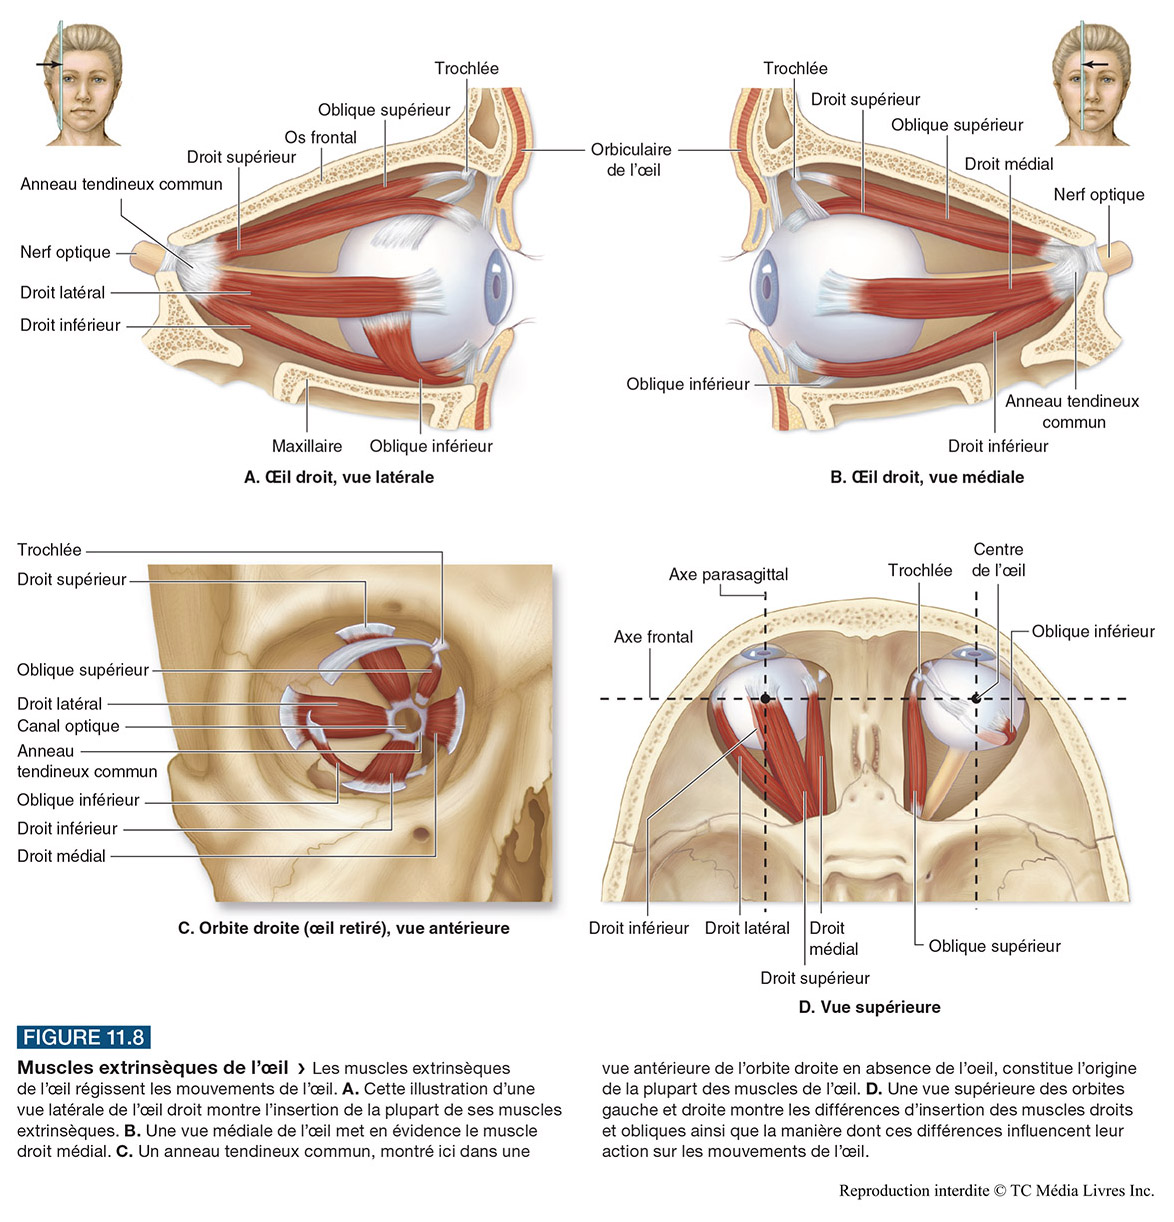 Trochlée
Oblique supérieur
Os frontal
Droit supérieur
Anneau tendineux commun
Nerf optique
Droit latéral
Droit inférieur
Maxillaire
Oblique inférieur
A. Œil droit, vue latérale
Orbiculaire
de l’œil
Trochlée
Droit supérieur
Oblique supérieur
Droit médial
Nerf optique
Oblique inférieur
Anneau tendineux
commun
Droit inférieur
B. Œil droit, vue médiale
Trochlée
Droit supérieur
Oblique supérieur
Droit latéral
Canal optique
Anneau
tendineux commun
Oblique inférieur
Droit inférieur
Droit médial
C. Orbite droite (œil retiré), vue antérieure
Axe parasagittal
Axe frontal
Trochlée
Centre
de l’œil
Oblique inférieur
Droit inférieur
Droit latéral
Droit
médial
Droit supérieur
Oblique supérieur
D. Vue supérieure
FIGURE 11.8
Muscles extrinsèques de l’œil › Les muscles extrinsèques
de l’œil régissent les mouvements de l’œil. A. Cette illustration d’une
vue latérale de l’œil droit montre l’insertion de la plupart de ses muscles
extrinsèques. B. Une vue médiale de l’œil met en évidence le muscle
droit médial. C. Un anneau tendineux commun, montré ici dans une
vue antérieure de l’orbite droite en absence de l’oeil, constitue l’origine
de la plupart des muscles de l’œil. D. Une vue supérieure des orbites
gauche et droite montre les différences d’insertion des muscles droits
et obliques ainsi que la manière dont ces différences influencent leur
action sur les mouvements de l’œil.
Reproduction interdite © TC Média Livres Inc.